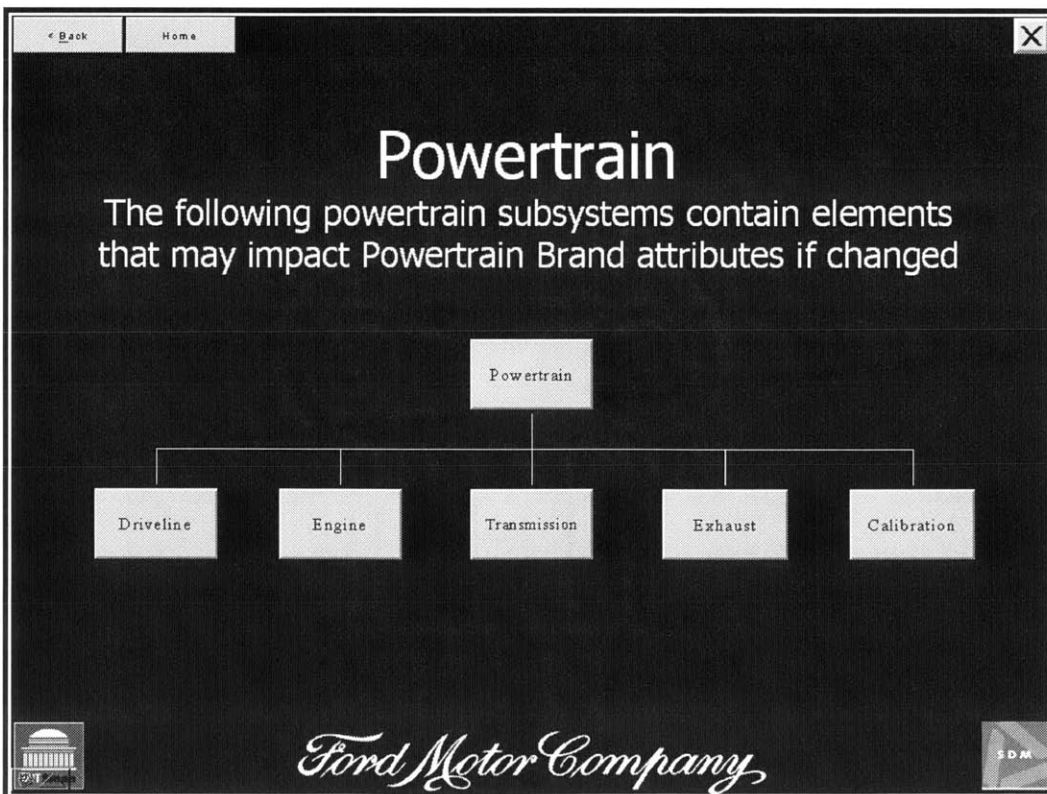 < Back
Home
X
Powertrain
The following powertrain subsystems contain elements
that may impact Powertrain Brand attributes if changed
Powertrain
Driveline
Engine
Transmission
Exhaust
Calibration
Ford Motor Company
SDM